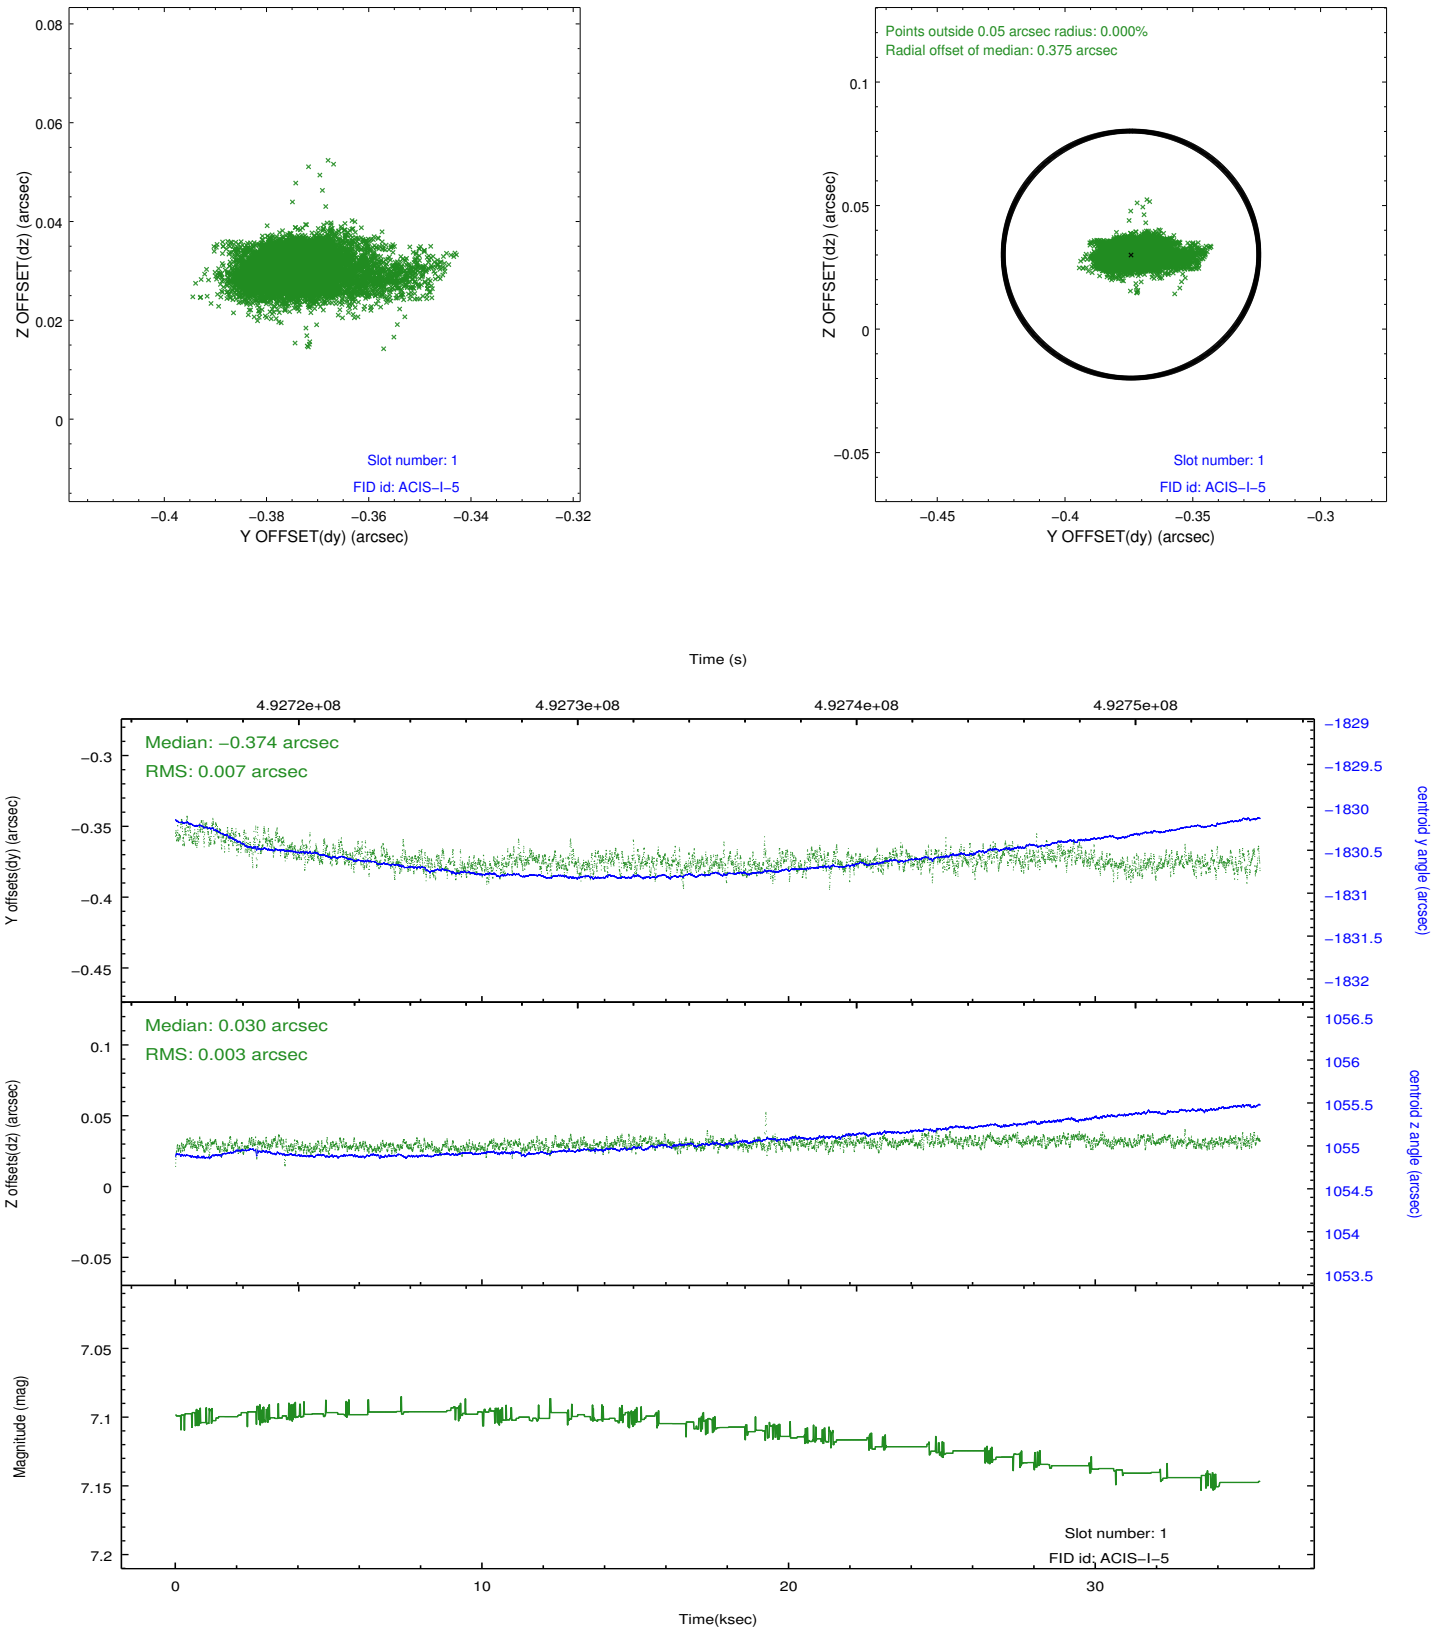 0.08
0.06
0.04
0.02
0
Z OFFSET(dz) (arcsec)
Slot number: 1
FID id: ACIS−I−5
−0.4
−0.38
−0.36
−0.34
−0.32
Y OFFSET(dy) (arcsec)
Points outside 0.05 arcsec radius: 0.000%
Radial offset of median: 0.375 arcsec
0.1
0.05
0
−0.05
Z OFFSET(dz) (arcsec)
Slot number: 1
FID id: ACIS−I−5
−0.45
−0.4
−0.35
−0.3
Y OFFSET(dy) (arcsec)
Time (s)
4.9272e+08
4.9273e+08
4.9274e+08
4.9275e+08
Median: −0.374 arcsec
RMS: 0.007 arcsec
−0.3
−0.35
−0.4
−0.45
Y offsets(dy) (arcsec)
−1829
−1829.5
−1830
−1830.5
−1831
−1831.5
−1832
centroid y angle (arcsec)
Median: 0.030 arcsec
RMS: 0.003 arcsec
0.1
0.05
0
−0.05
Z offsets(dz) (arcsec)
1056.5
1056
1055.5
1055
1054.5
1054
1053.5
centroid z angle (arcsec)
7.05
7.1
7.15
7.2
Magnitude (mag)
Slot number: 1
FID id: ACIS−I−5
0
10
20
30
Time(ksec)